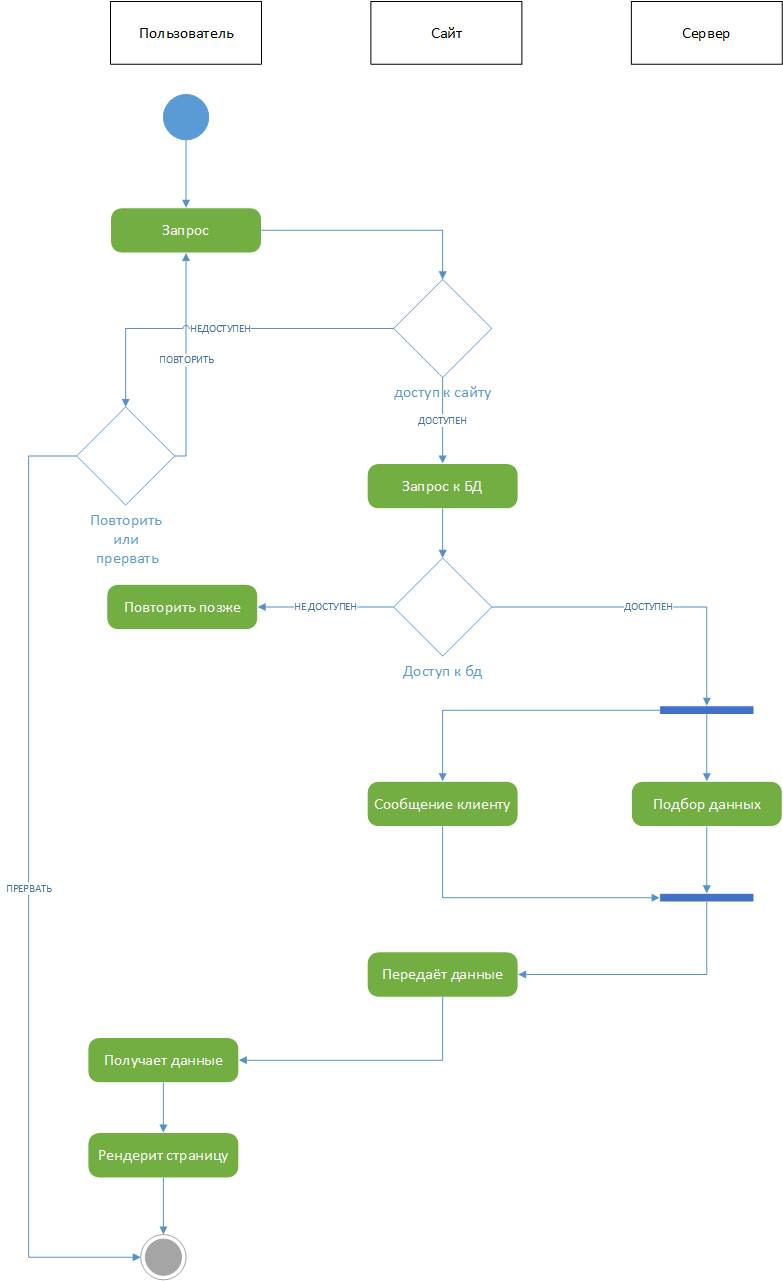 Пользователь
Сайт
Сервер
Запрос
НЕДОСТУПЕН
ПОВТОРИТЬ
доступ к сайту
ДОСТУПЕН
Запрос к БД
Повторить
или
прервать
Повторить позже
НЕ ДОСТУПЕН
ДОСТУПЕН
Доступ к бд
Сообщение клиенту
Подбор данных
ПРЕРВАТЬ
Передаёт данные
Получает данные
Рендерит страницу